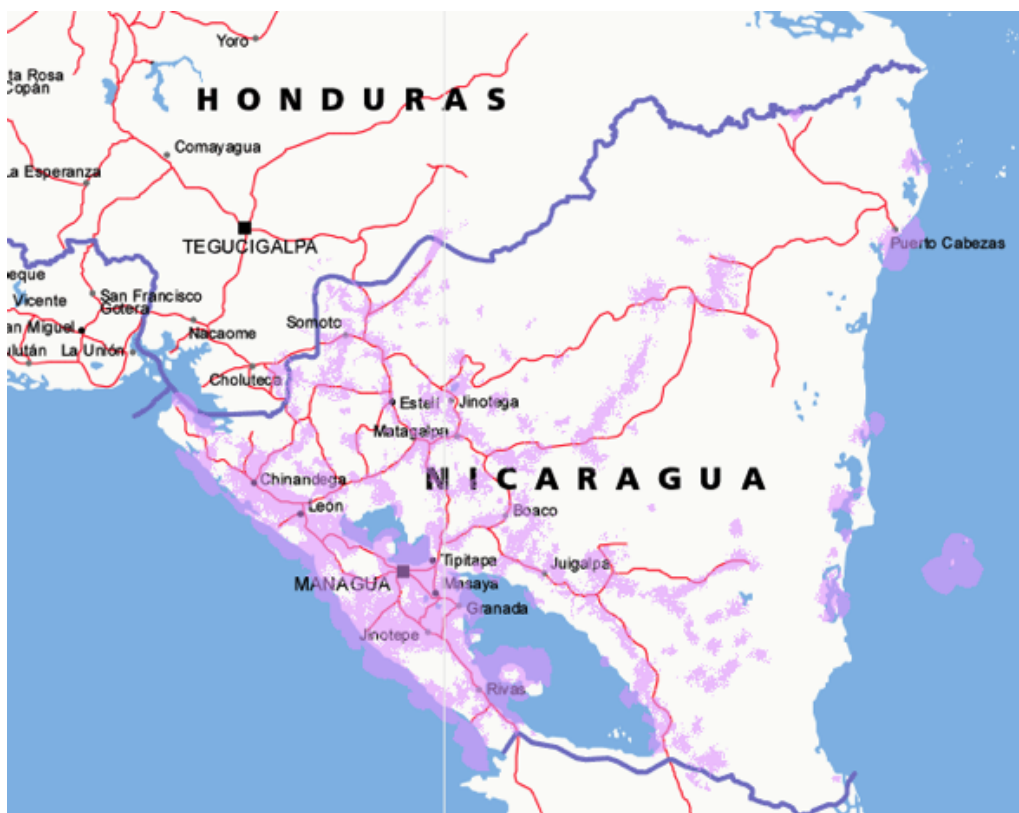 Yoro
ta Rosa
Copán
HONDURAS
Comayagua
La Esperanza
TEGUCIGALPA
Puerto Cabezas
eque
Vicente
San Francisco
Gotera
an Miguel
Nacaome
Somoto
ulután
La Unión
Choluteca
Estelí
Jinotega
Matagalpa
NICARAGUA
Chinandega
León
Boaco
Tipitapa
Juigalpa
MANAGUA
Masaya
Granada
Jinotepe
Rivas